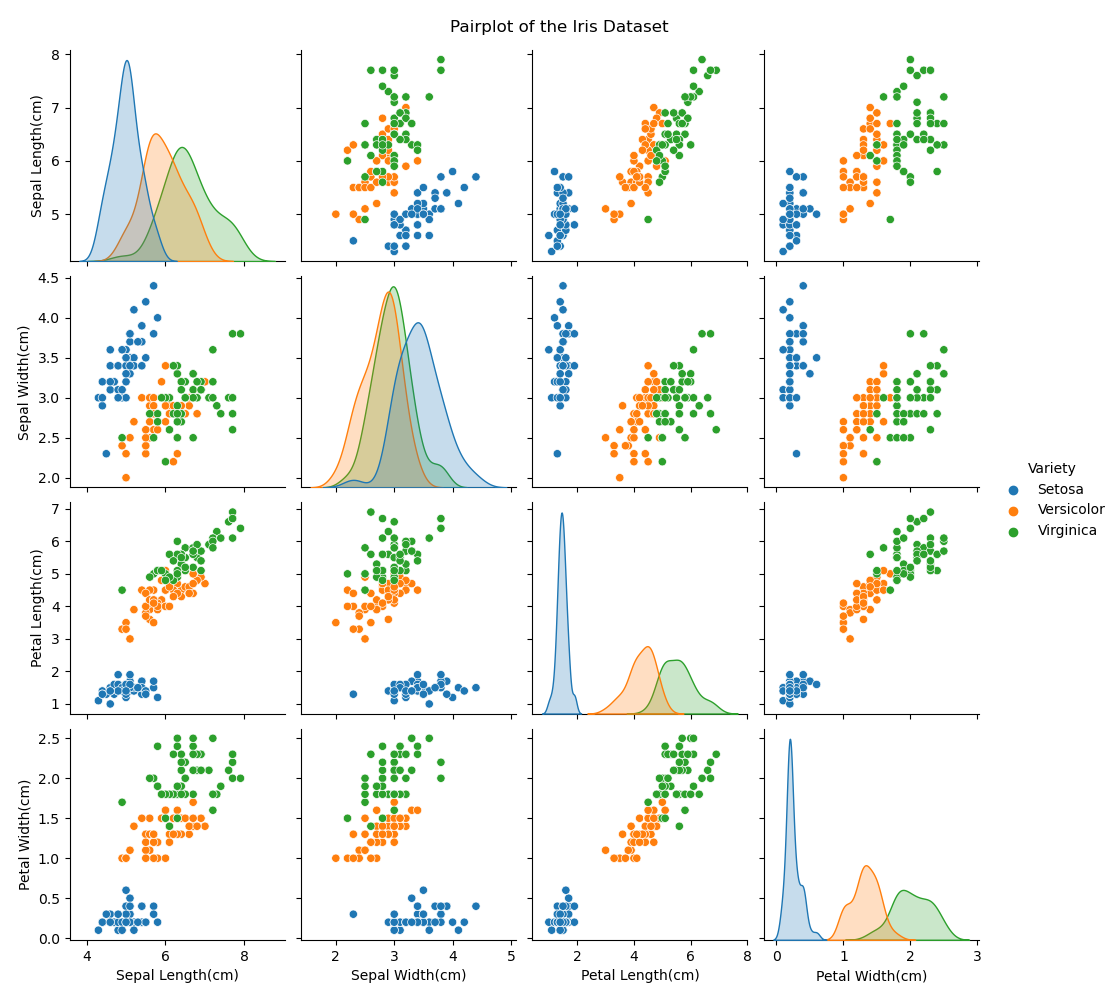 Pairplot of the Iris Dataset
8
7
6
5
Sepal Length(cm)
4.5
4.0
3.5
3.0
2.5
2.0
Sepal Width(cm)
7
6
5
4
3
2
1
Petal Length(cm)
2.5
2.0
1.5
1.0
0.5
0.0
Petal Width(cm)
4 6 8
Sepal Length(cm)
2 3 4 5
Sepal Width(cm)
2 4 6 8
Petal Length(cm)
0 1 2 3
Petal Width(cm)
Variety
Setosa
Versicolor
Virginica